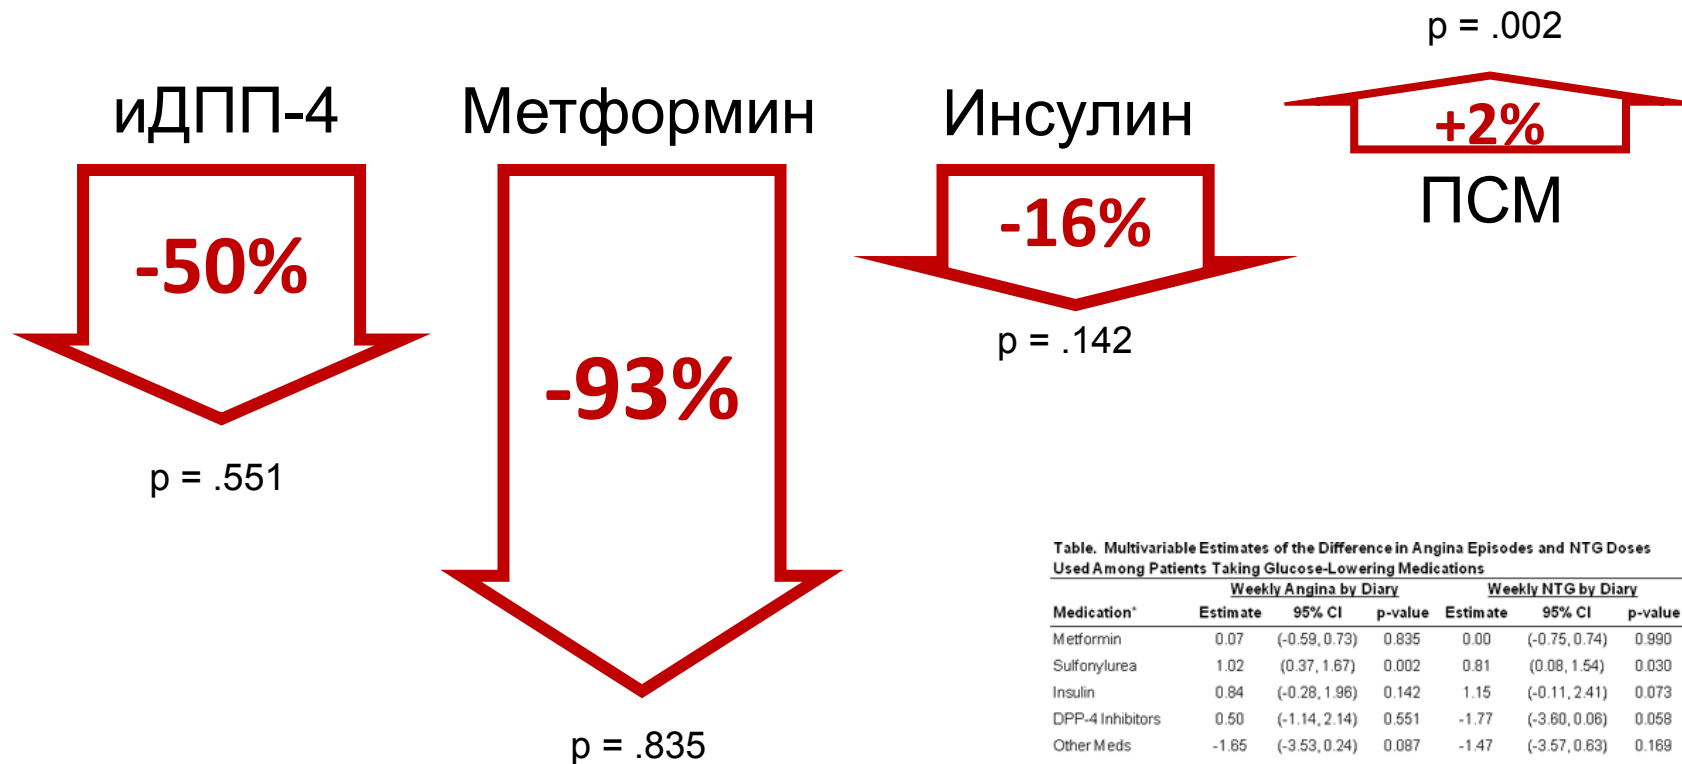 p = .002
иДПП-4
Метформин
Инсулин
+2%
ПСМ
-50%
-93%
-16%
p = .142
p = .551
p = .835
Table. Multivariable Estimates of the Difference in Angina Episodes and NTG Doses
Used Among Patients Taking Glucose-Lowering Medications
Weekly Angina by Diary Weekly NTG by Diary
Medication* Estimate 95% CI p-value Estimate 95% CI p-value
Metformin 0.07 (-0.59, 0.73) 0.835 0.00 (-0.75, 0.74) 0.990
Sulfonylurea 1.02 (0.37, 1.67) 0.002 0.81 (0.08, 1.54) 0.030
Insulin 0.84 (-0.28, 1.96) 0.142 1.15 (-0.11, 2.41) 0.073
DPP-4 Inhibitors 0.50 (-1.14, 2.14) 0.551 -1.77 (-3.60, 0.06) 0.058
Other Meds -1.65 (-3.53, 0.24) 0.087 -1.47 (-3.57, 0.63) 0.169